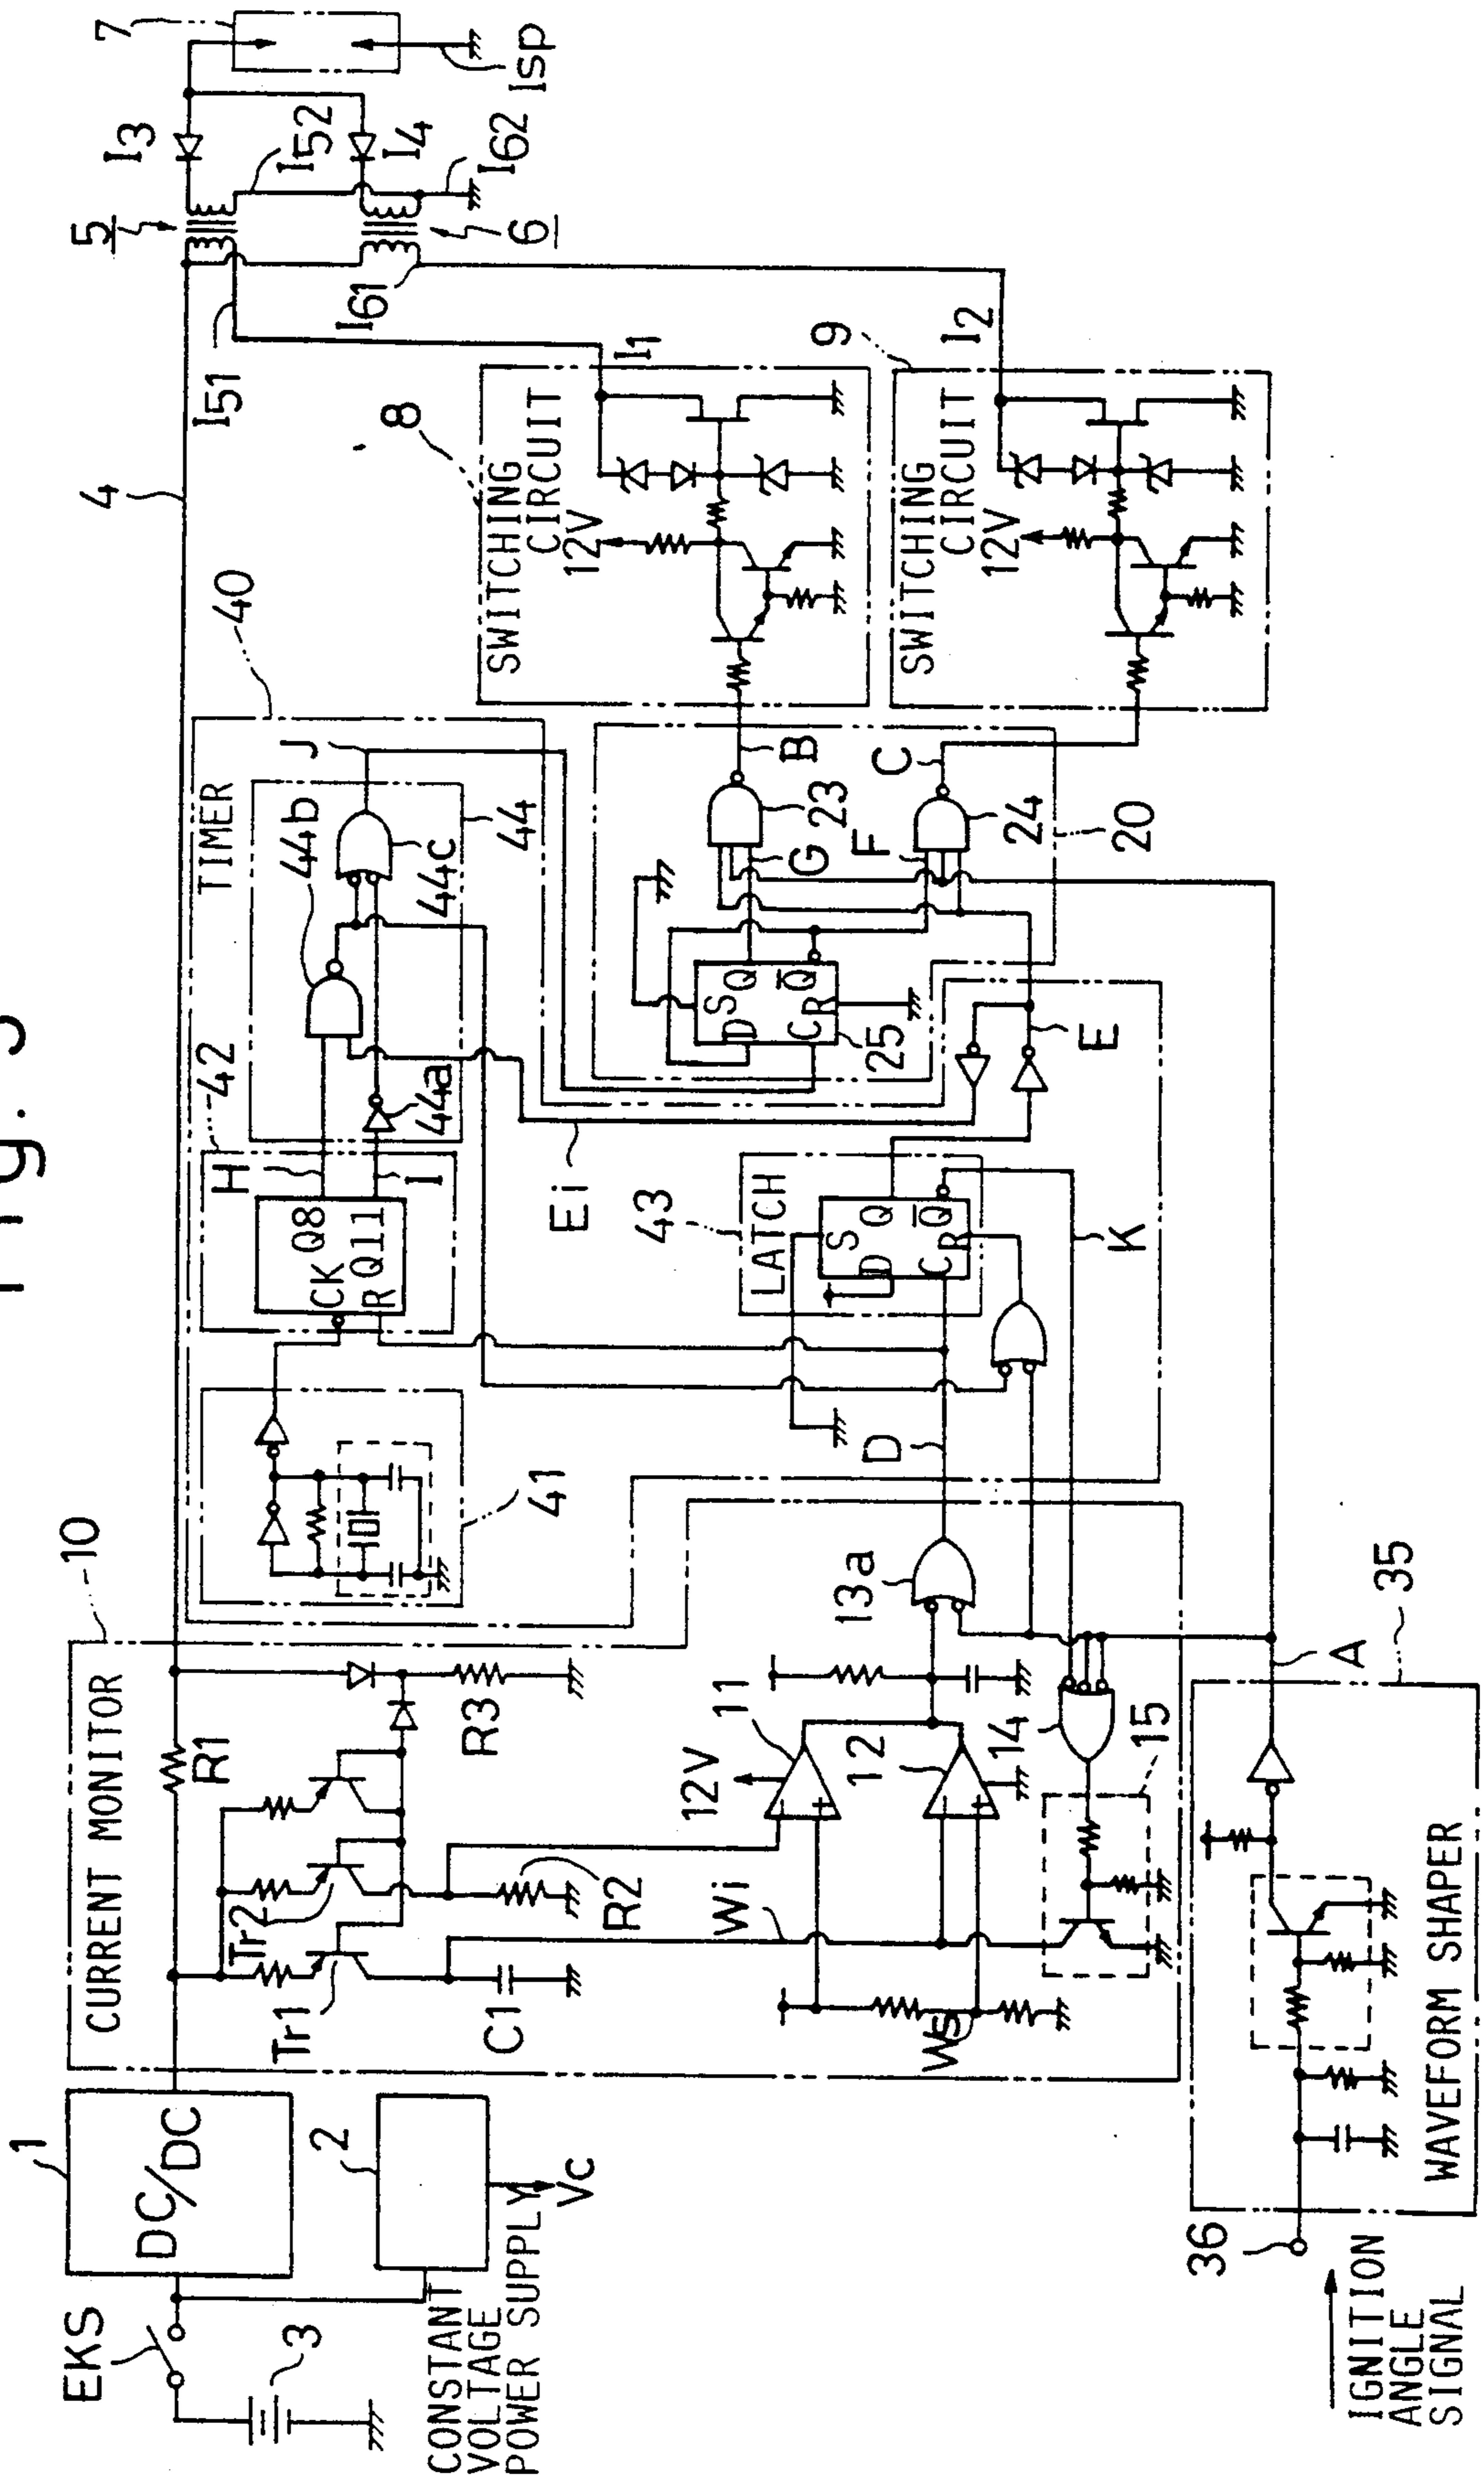 Fig. 3
EKS
3
1
DC/DC
2
CONSTANT
VOLTAGE
POWER SUPPLY
Vc
10
CURRENT MONITOR
R1
Tr1
Tr2
R3
C1
R2
12V
11
12
Wi
Ws
13a
14
15
D
36
IGNITION
ANGLE
SIGNAL
WAVEFORM SHAPER
35
A
4
40
TIMER
41
42
CK
Q8
R
Q11
H
I
44a
44b
44c
44
J
Ei
43
LATCH
S
D
Q
C
Q
R
K
E
S
D
Q
C
Q
R
25
G
F
23
24
20
B
C
8
SWITCHING
CIRCUIT
12V
I1
9
SWITCHING
CIRCUIT
12V
I2
5
6
I51
I61
I52
I62
I3
I4
7
Isp